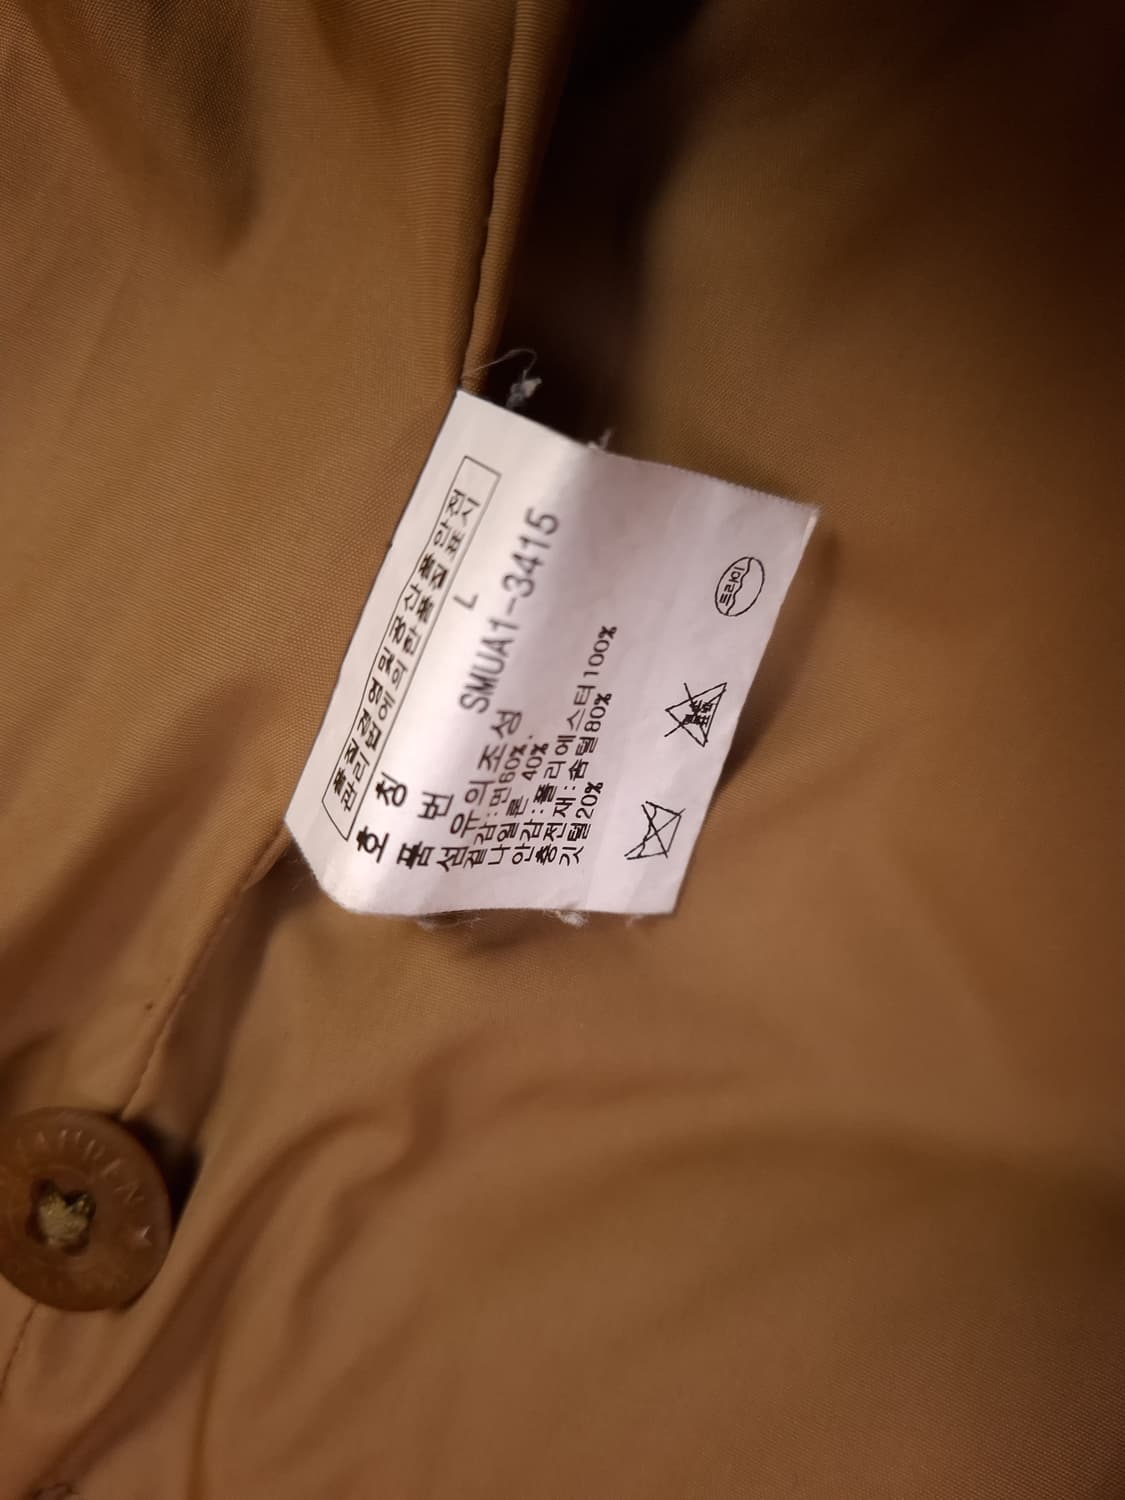 품질경영 및 공산품 안전
관리법에 의한 품질표시
호칭 L
품번 SMUA1-3415
섬유의 조성
겉감:면60%,
나일론 40%
안감:폴리에스터100%
충전재:솜털80%
깃털20%
드라이